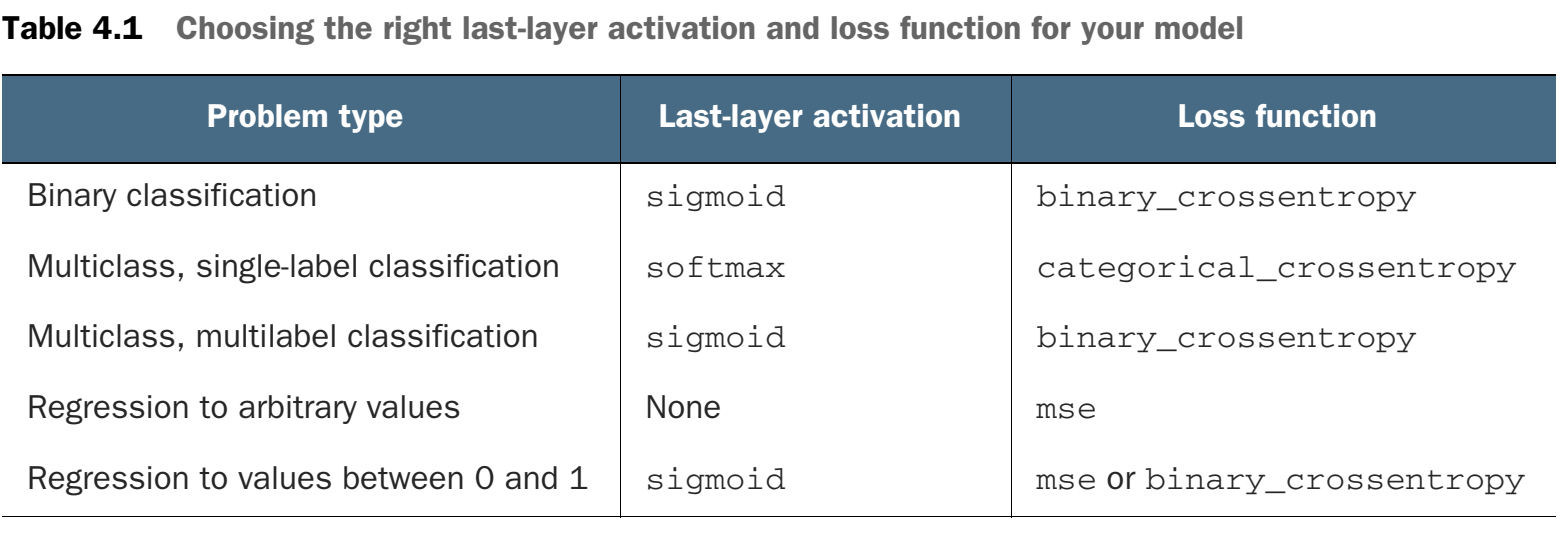 Table 4.1 Choosing the right last-layer activation and loss function for your model
Problem type Last-layer activation Loss function
Binary classification sigmoid binary_crossentropy
Multiclass, single-label classification softmax categorical_crossentropy
Multiclass, multilabel classification sigmoid binary_crossentropy
Regression to arbitrary values None mse
Regression to values between 0 and 1 sigmoid mse or binary_crossentropy